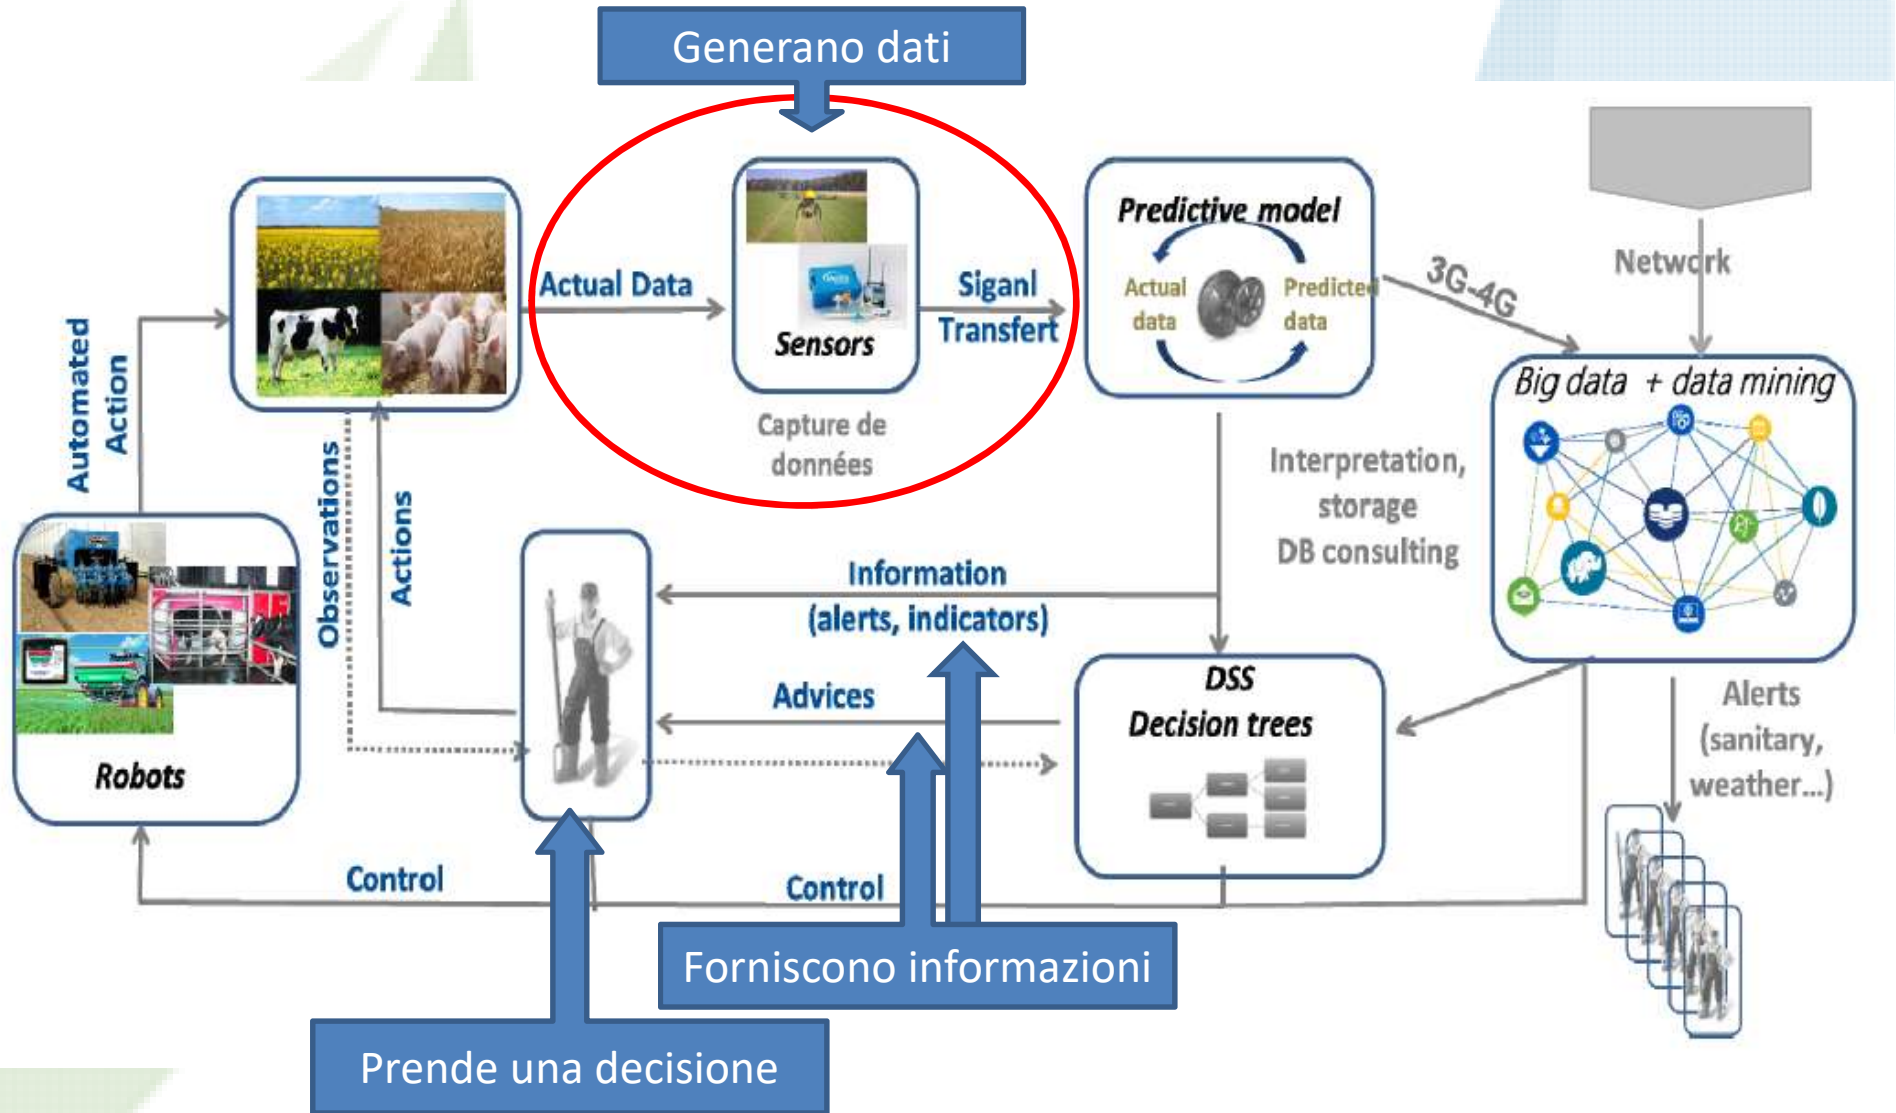 Generano dati
Predictive model
Actual
data
Predicted
data
3G-4G
Network
Actual Data
Sensors
Siganl
Transfert
Capture de
données
Big data + data mining
Automated
Action
Observations
Actions
Interpretation,
storage
DB consulting
Information
(alerts, indicators)
Advices
DSS
Decision trees
Alerts
(sanitary,
weather...)
Robots
Control
Control
Forniscono informazioni
Prende una decisione